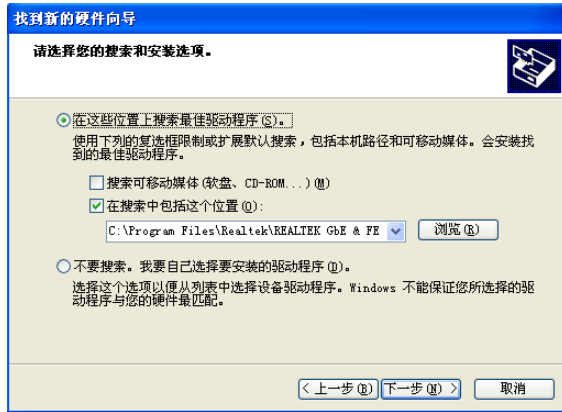 找到新的硬件向导
请选择您的搜索和安装选项。
在这些位置上搜索最佳驱动程序(S)。
使用下列的复选框限制或扩展默认搜索，包括本机路径和可移动媒体。会安装找
到的最佳驱动程序。
搜索可移动媒体(软盘、CD-ROM...)(M)
在搜索中包括这个位置(O):
C:\Program Files\Realtek\REALTEK GbE & FE
浏览(R)
不要搜索。我要自己选择要安装的驱动程序(D)。
选择这个选项以便从列表中选择设备驱动程序。Windows 不能保证您所选择的驱
动程序与您的硬件最匹配。
< 上一步(B) 下一步(N) > 取消